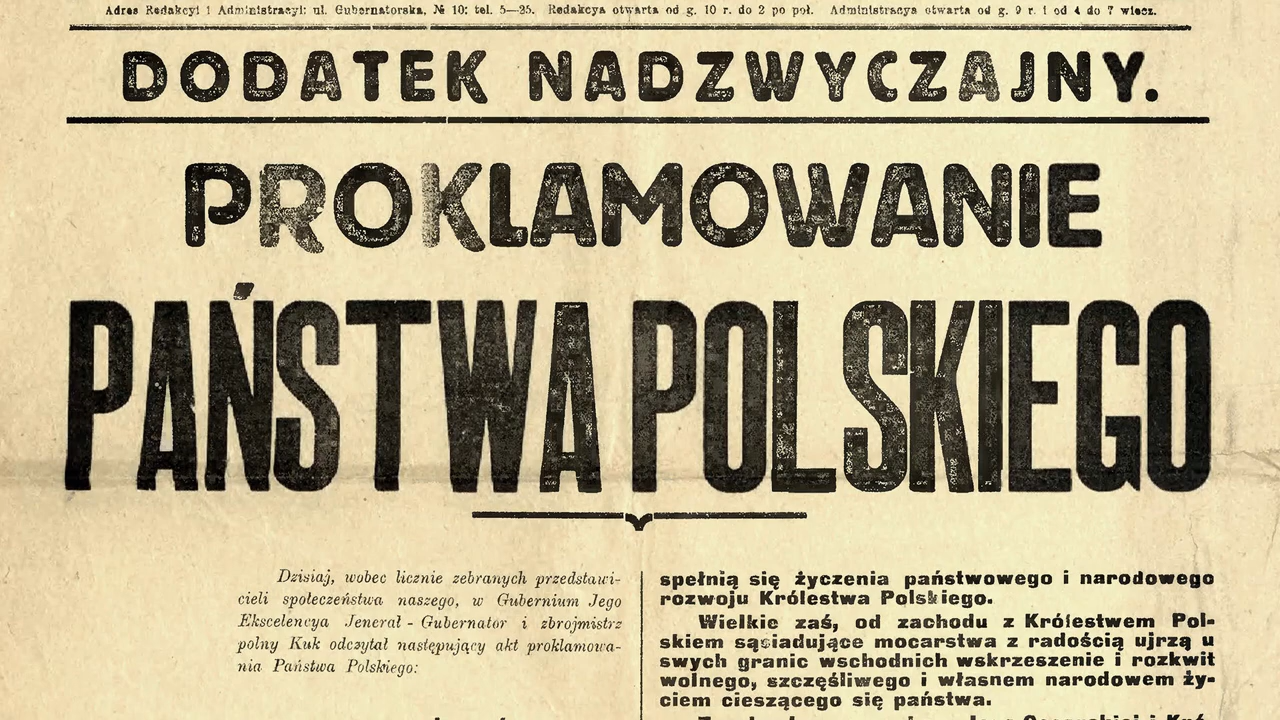 Adres Redakcyi i Administracyi: ul. Gubernatorska, № 10; tel. 5—25. Redakcya otwarta od g. 10 r. do 2 po poł. Administracya otwarta od g. 9 r. i od 4 do 7 wiecz.
DODATEK NADZWYCZAJNY.
PROKLAMOWANIE
PAŃSTWA POLSKIEGO
Dzisiaj, wobec licznie zebranych przedstawi-
cieli społeczeństwa naszego, w Gubernium Jego
Ekscelencya Jenerał - Gubernator i zbrojmistrz
polny Kuk odczytał następujący akt proklamowa-
nia Państwa Polskiego:
spełnią się życzenia państwowego i narodowego
rozwoju Królestwa Polskiego.
Wielkie zaś, od zachodu z Królestwem Pol-
skiem sąsiadujące mocarstwa z radością ujrzą u
swych granic wschodnich wskrzeszenie i rozkwit
wolnego, szczęśliwego i własnem narodowem ży-
ciem cieszącego się państwa.